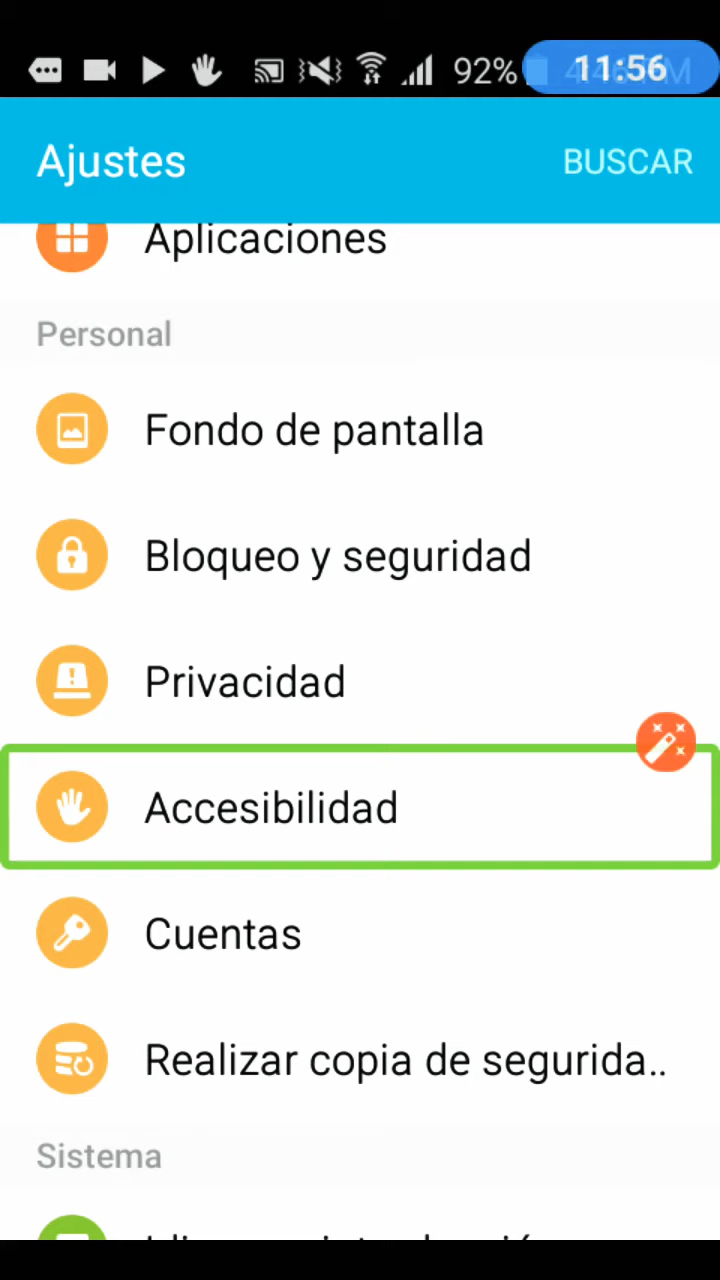 92% 11:56
Ajustes BUSCAR
Aplicaciones
Personal
Fondo de pantalla
Bloqueo y seguridad
Privacidad
Accesibilidad
Cuentas
Realizar copia de segurida..
Sistema